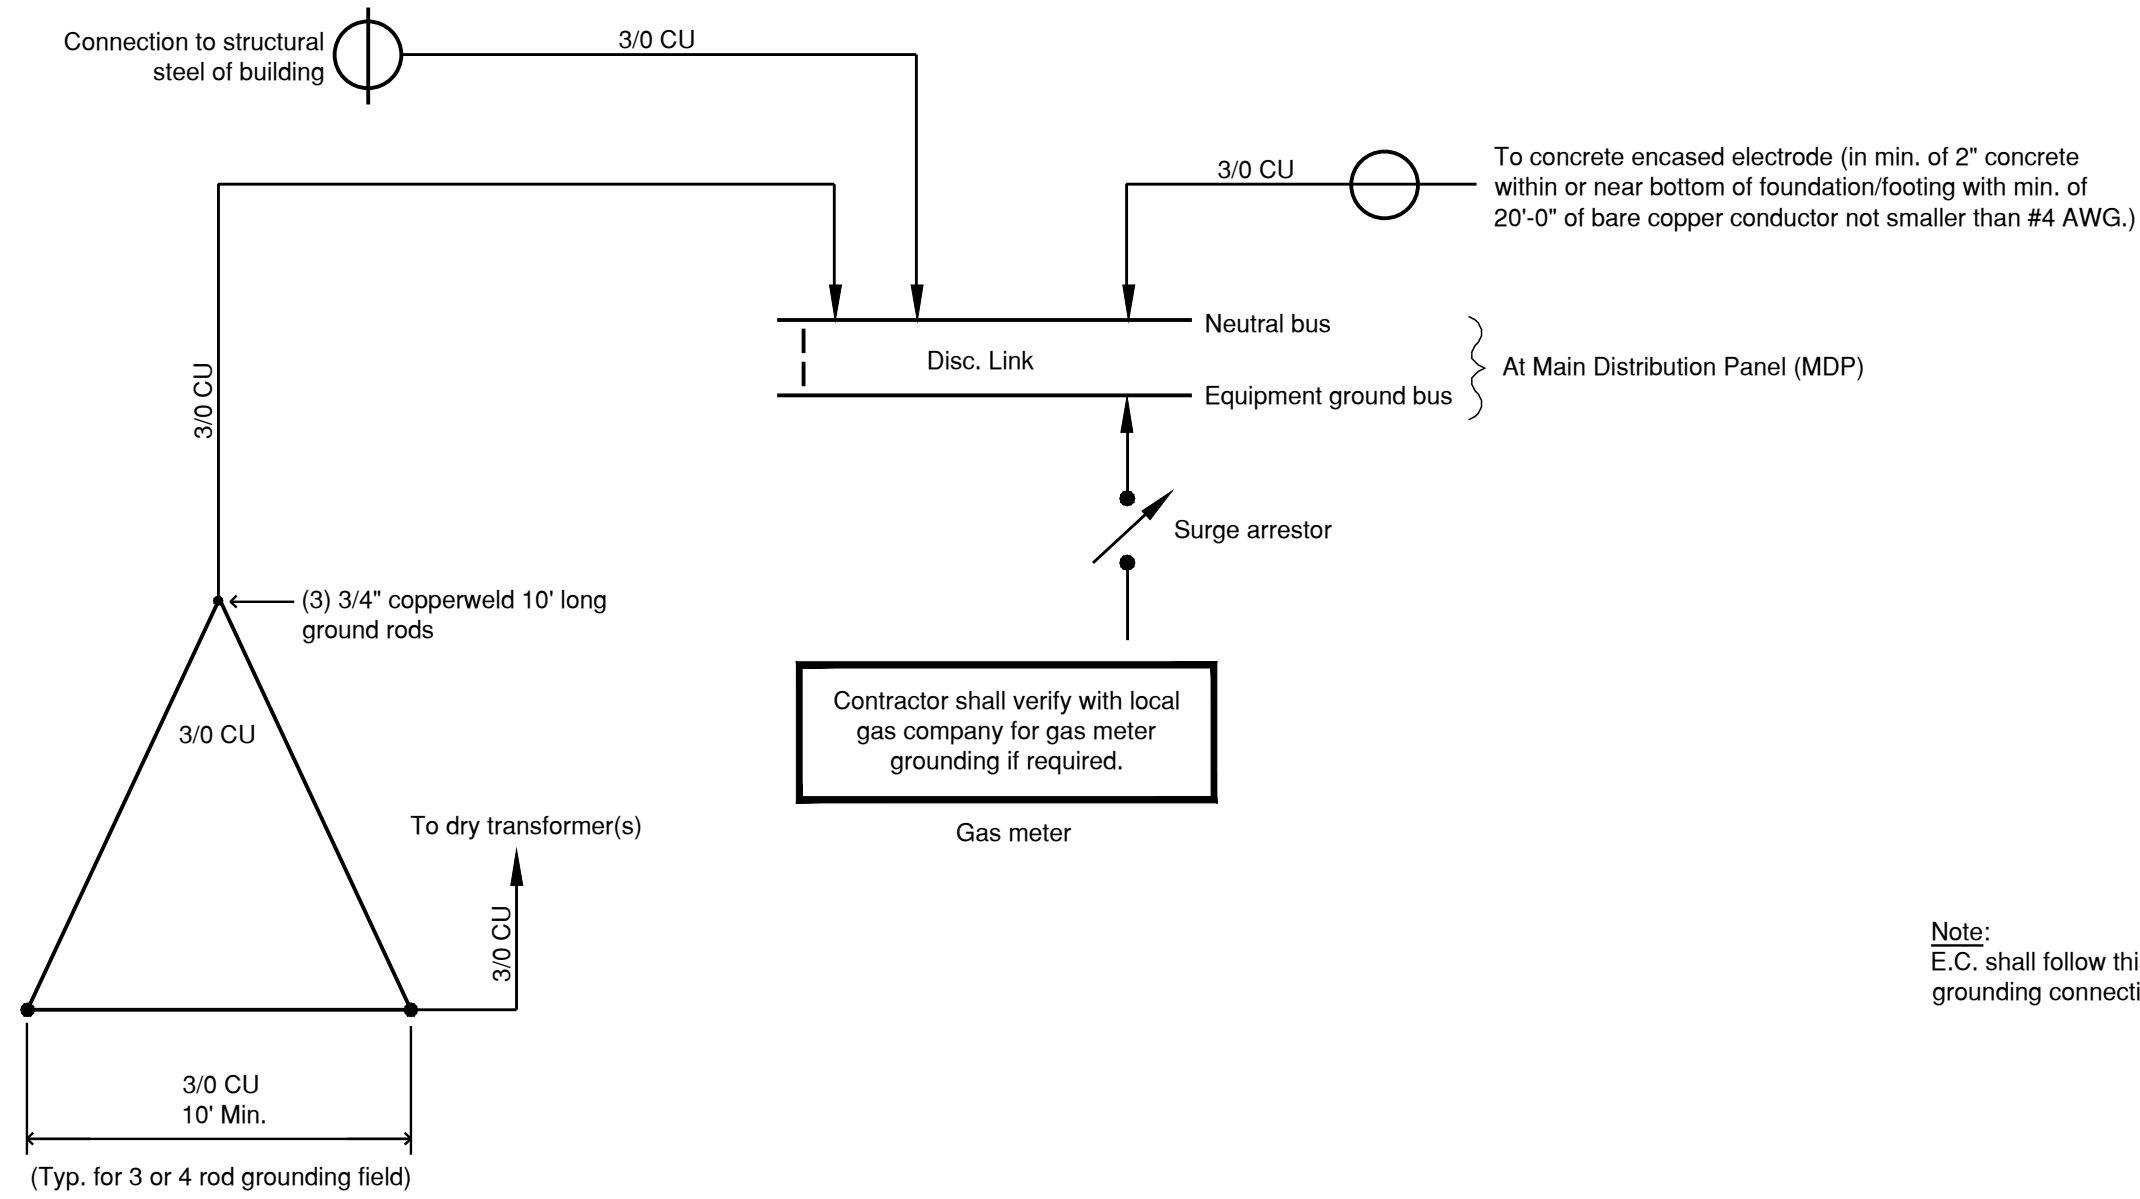 Connection to structural
steel of building
3/0 CU
3/0 CU
To concrete encased electrode (in min. of 2" concrete
within or near bottom of foundation/footing with min. of
20'-0" of bare copper conductor not smaller than #4 AWG.)
Neutral bus
Disc. Link
At Main Distribution Panel (MDP)
Equipment ground bus
3/0 CU
Surge arrestor
(3) 3/4" copperweld 10' long
ground rods
3/0 CU
Contractor shall verify with local
gas company for gas meter
grounding if required.
Gas meter
To dry transformer(s)
3/0 CU
3/0 CU
10' Min.
(Typ. for 3 or 4 rod grounding field)
Note:
E.C. shall follow
grounding